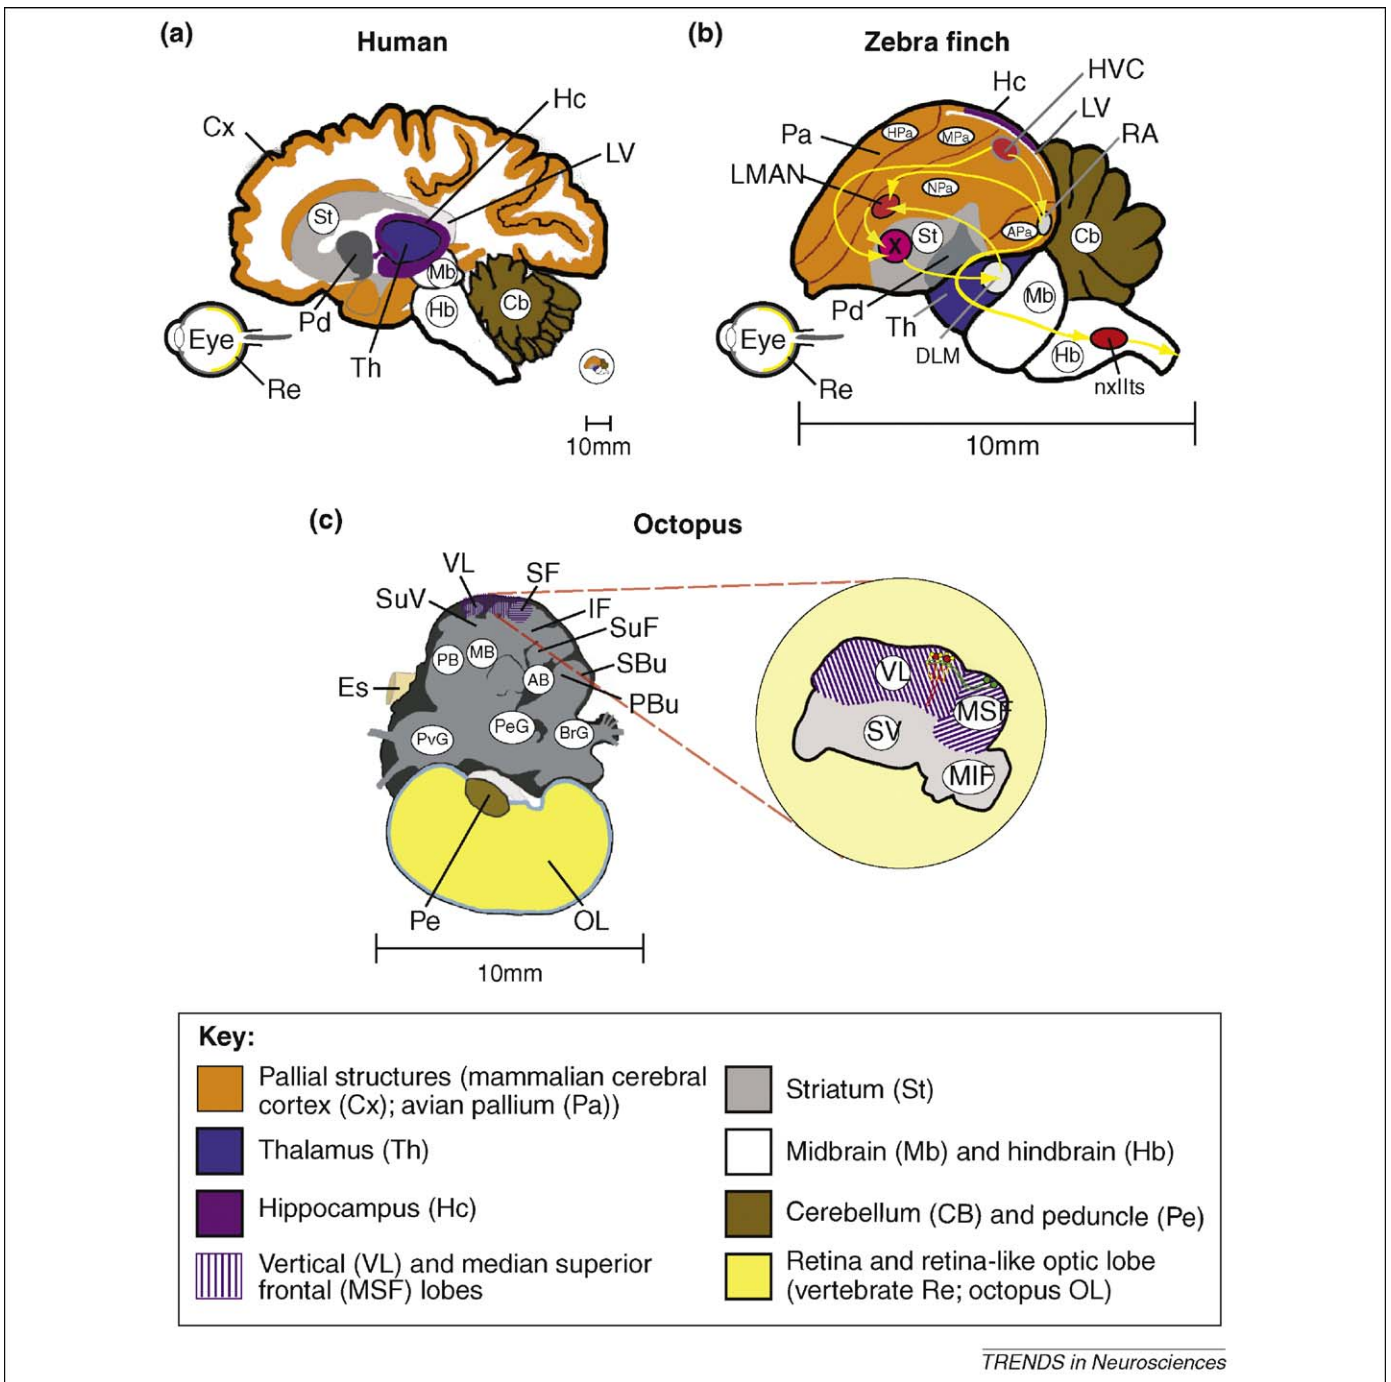 (a)
Human
Hc
Cx
LV
St
Mb
Hb
Cb
Pd
Eye
Th
Re
10mm
(b)
Zebra finch
HVC
Hc
LV
RA
Pa
HPa
MPa
LMAN
NPa
APa
St
X
Cb
Mb
Pd
Th
DLM
Hb
Eye
Re
nxIIts
10mm
(c)
Octopus
VL
SF
SuV
IF
SuF
PB
MB
SBu
AB
Es
PBu
PvG
PeG
BrG
Pe
OL
10mm
VL
MSF
SV
MIF
Key:
Pallial structures (mammalian cerebral
cortex (Cx); avian pallium (Pa))
Thalamus (Th)
Hippocampus (Hc)
Vertical (VL) and median superior
frontal (MSF) lobes
Striatum (St)
Midbrain (Mb) and hindbrain (Hb)
Cerebellum (CB) and peduncle (Pe)
Retina and retina-like optic lobe
(vertebrate Re; octopus OL)
TRENDS in Neurosciences